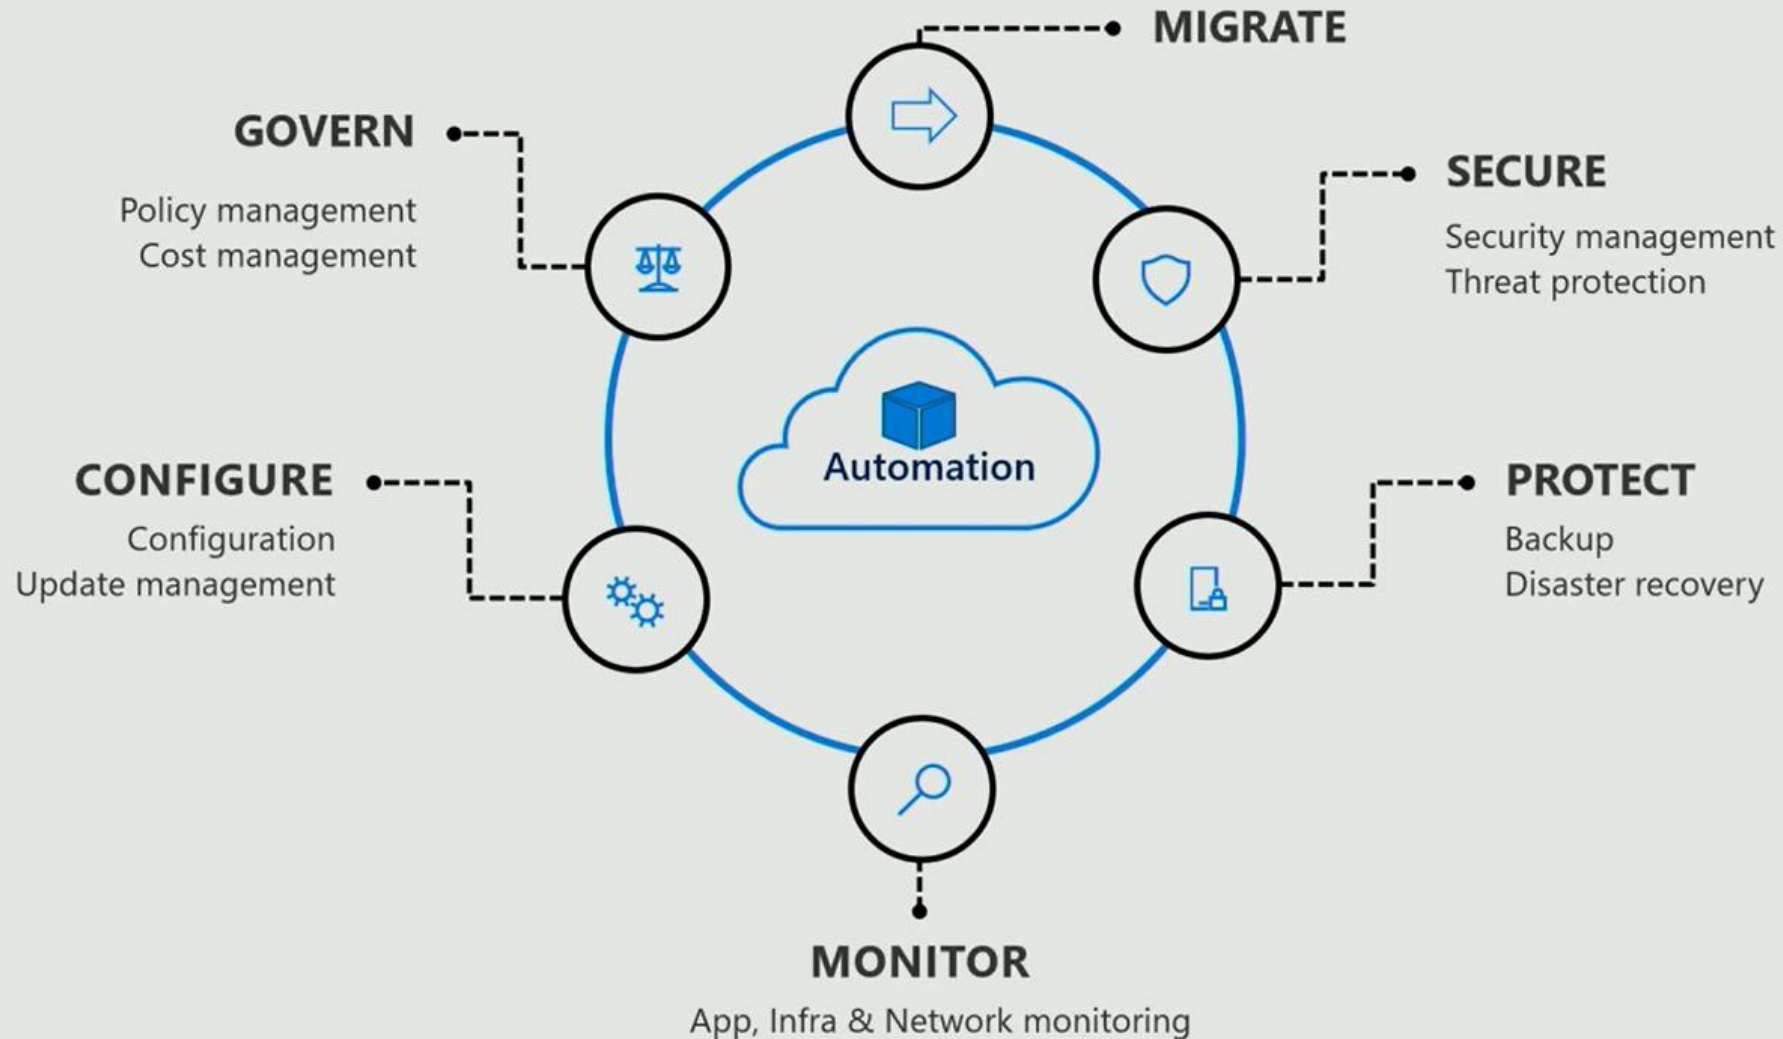 MIGRATE
SECURE
Security management
Threat protection
PROTECT
Backup
Disaster recovery
MONITOR
App, Infra & Network monitoring
CONFIGURE
Configuration
Update management
GOVERN
Policy management
Cost management
Automation